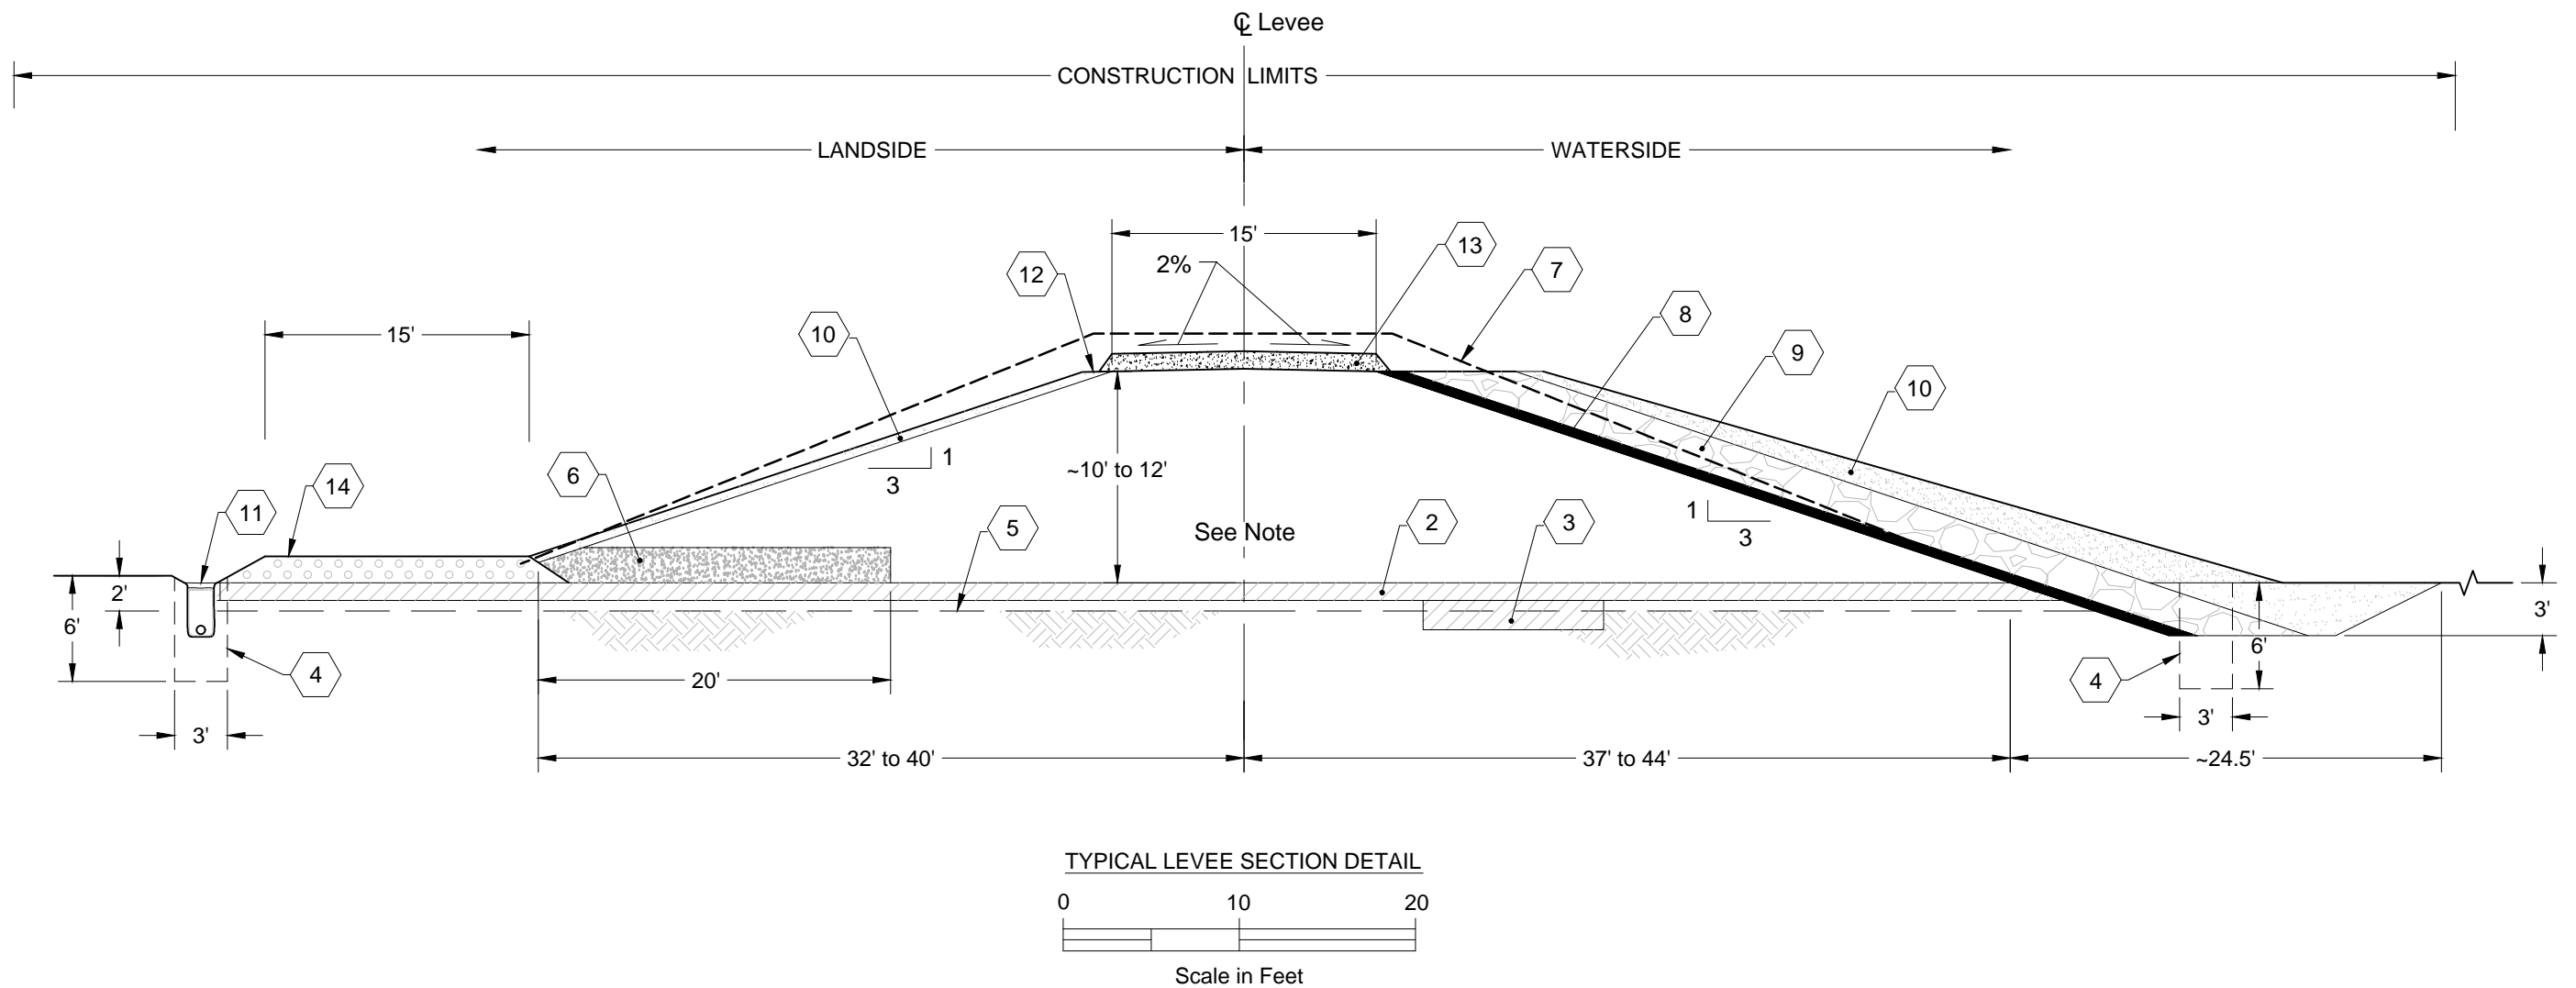 ℄ Levee
CONSTRUCTION LIMITS
LANDSIDE
WATERSIDE
15'
13
12
2%
7
8
15'
10
9
10
1
3
~10' to 12'
6
14
11
5
See Note
2
3
1
3
2'
6'
4
20'
3'
6'
4
3'
3'
32' to 40'
37' to 44'
~24.5'
TYPICAL LEVEE SECTION DETAIL
0 10 20
Scale in Feet